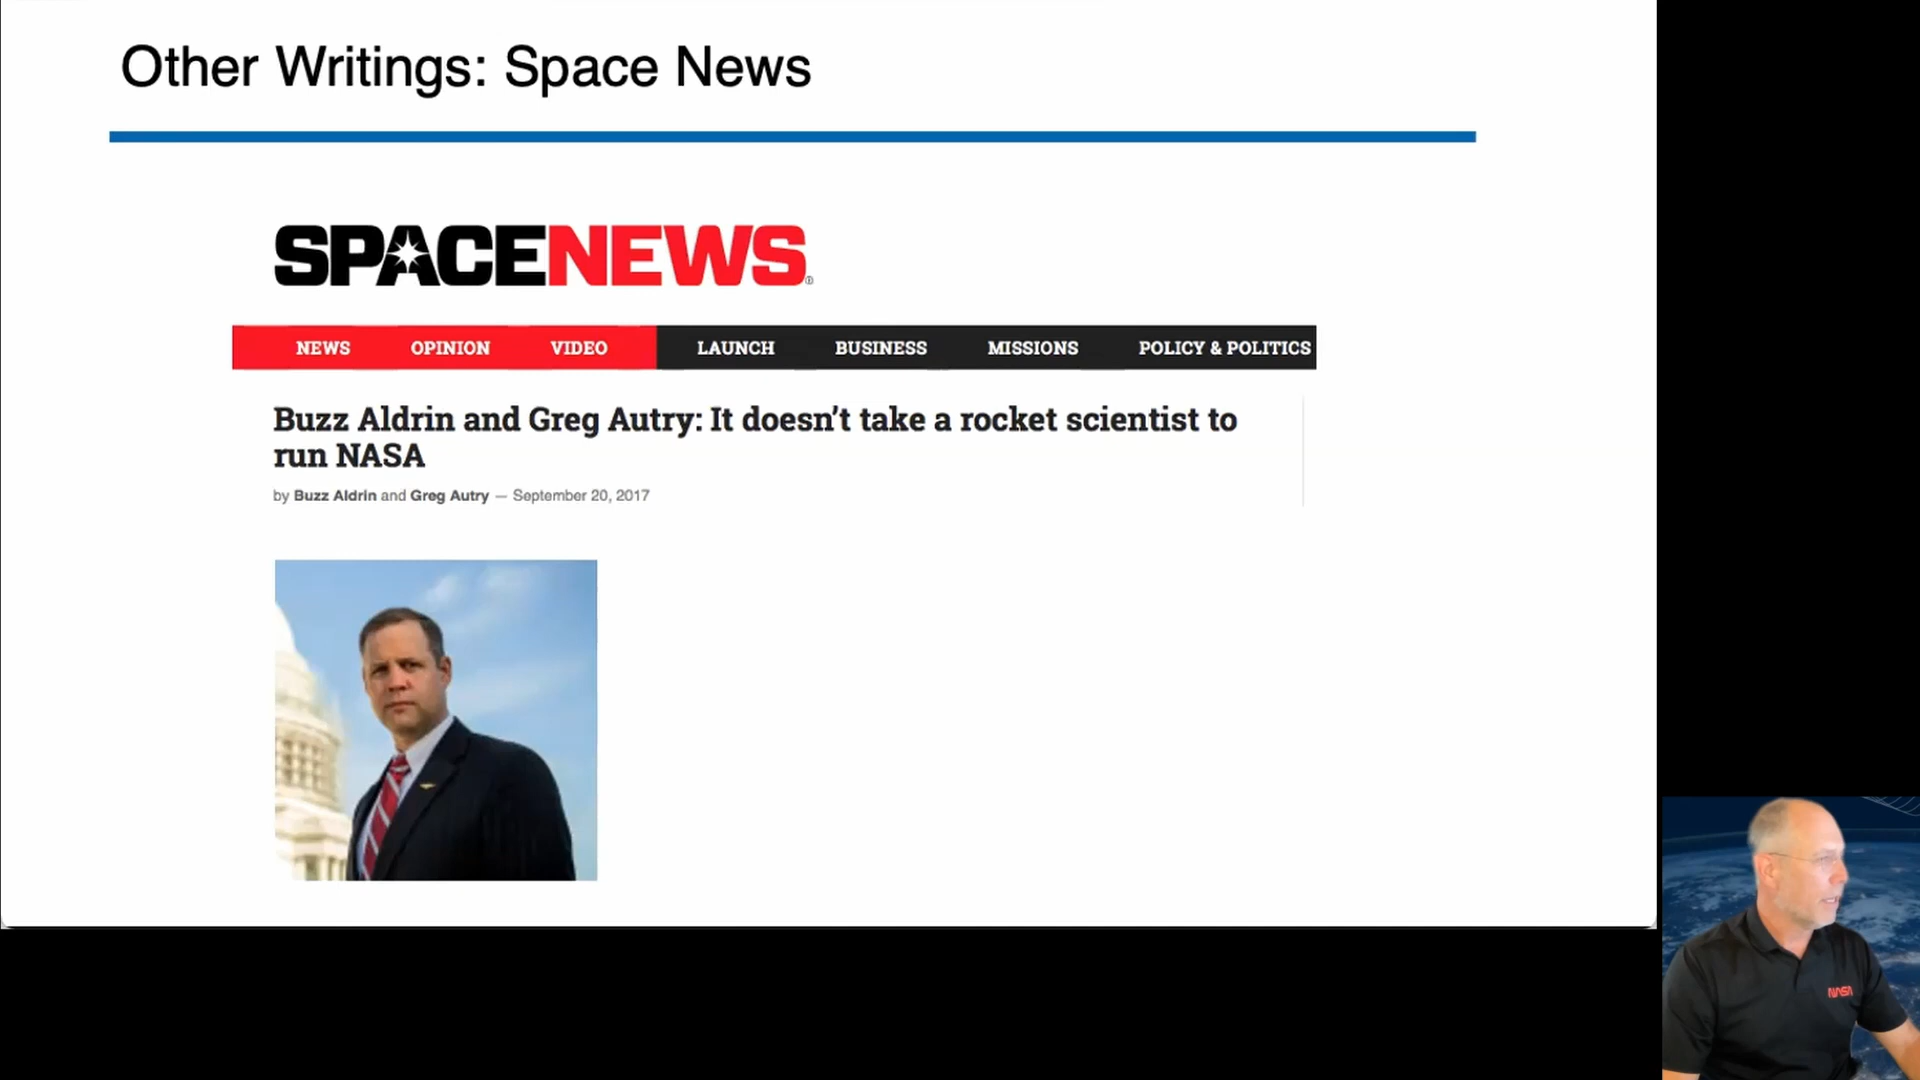 Other Writings: Space News
SPACENEWS®
NEWS OPINION VIDEO LAUNCH BUSINESS MISSIONS POLICY & POLITICS
Buzz Aldrin and Greg Autry: It doesn’t take a rocket scientist to
run NASA
by Buzz Aldrin and Greg Autry — September 20, 2017
NASA